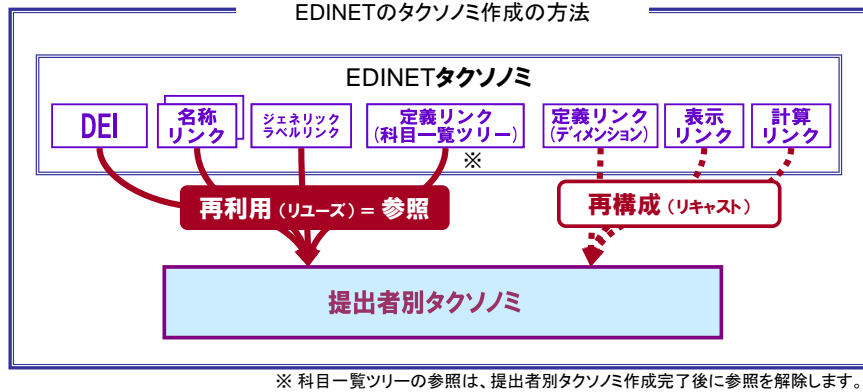 EDINETのタクソノミ作成の方法
EDINETタクソノミ
DEI
名称
リンク
ジェネリック
ラベルリンク
定義リンク
(科目一覧ツリー)
※
定義リンク
(ディメンション)
表示
リンク
計算
リンク
再利用（リユーズ）＝ 参照
再構成（リキャスト）
提出者別タクソノミ
※ 科目一覧ツリーの参照は、提出者別タクソノミ作成完了後に参照を解除します。